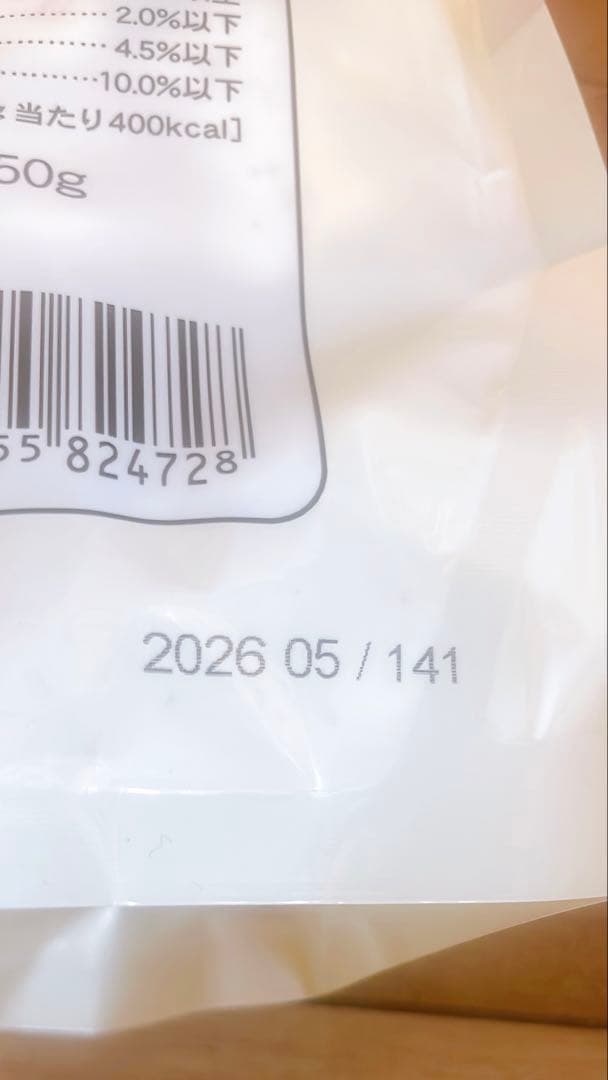 2.0%以下
4.5%以下
10.0%以下
当たり400kcal]
50g
55 824728
2026 05 / 141